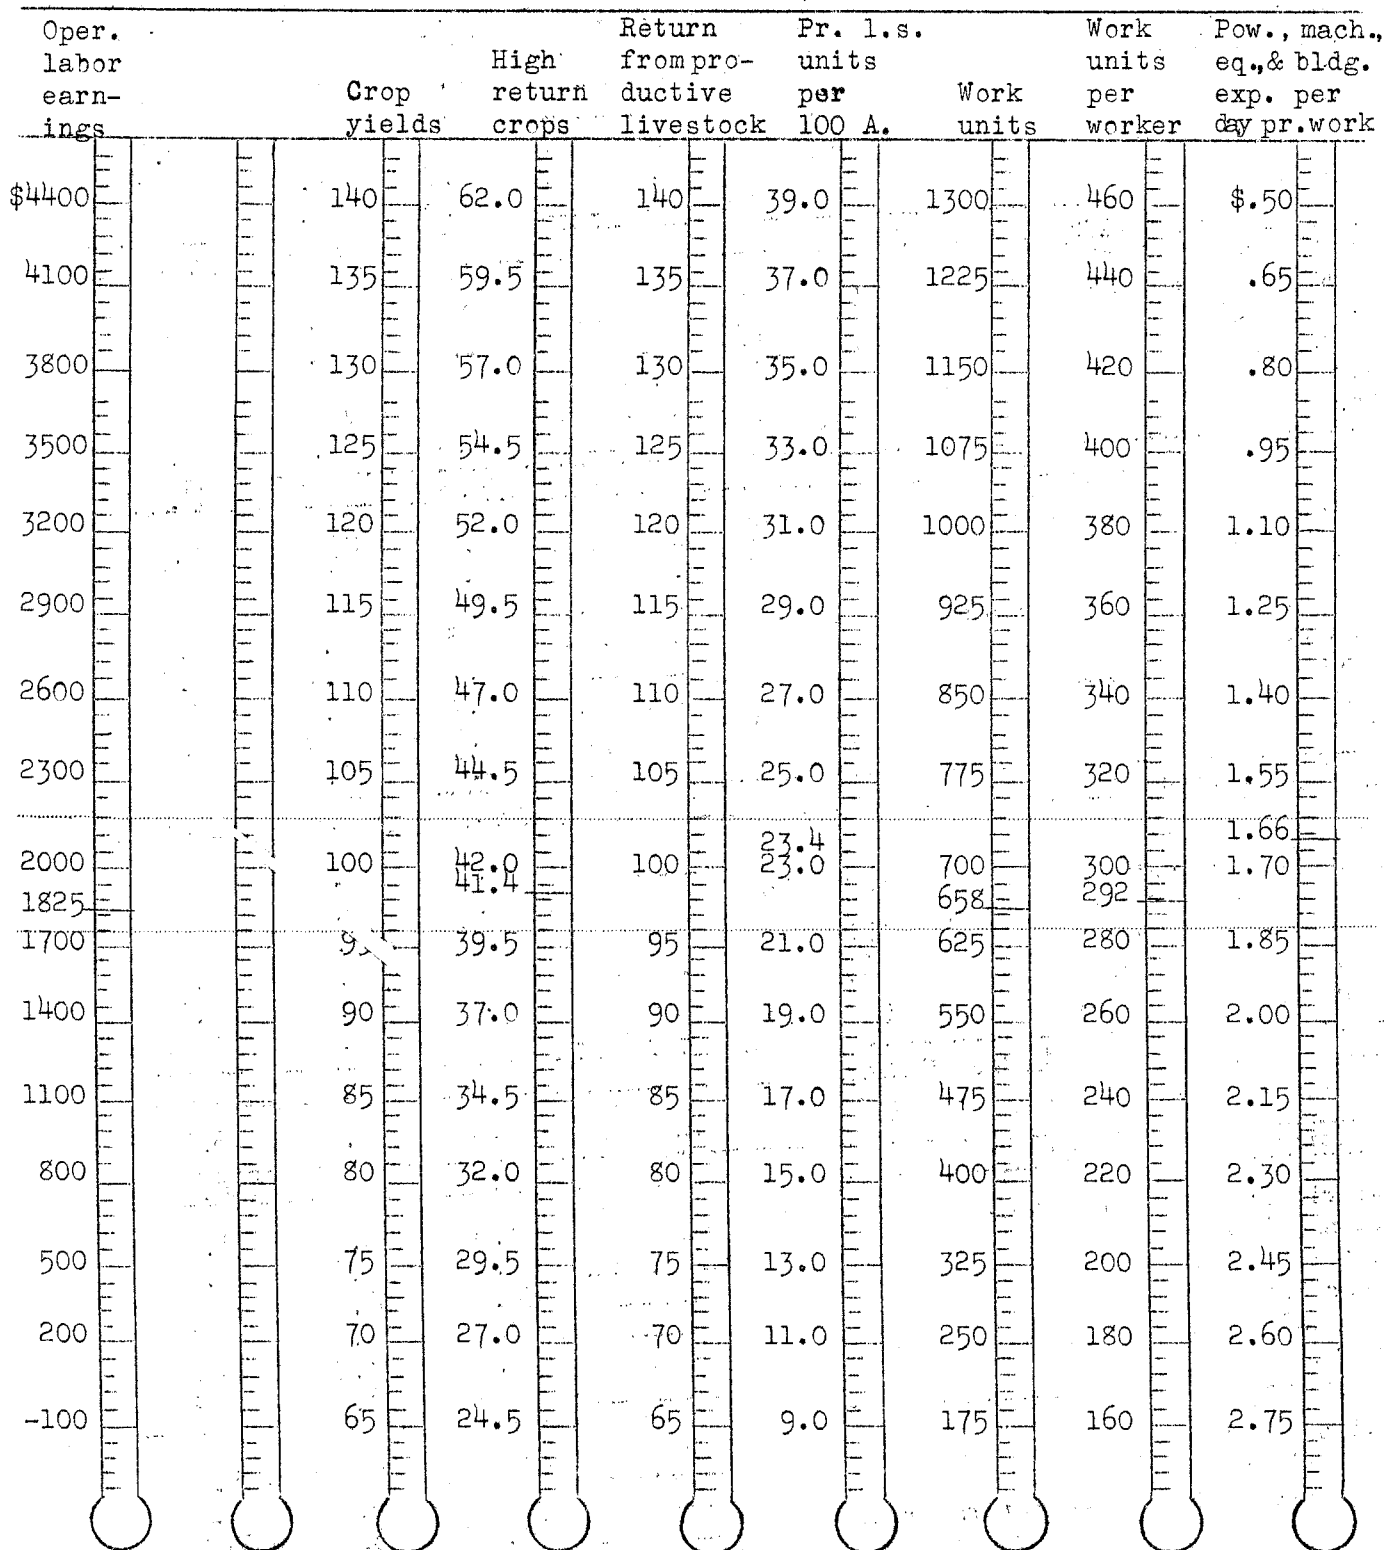 Oper. Return Pr. l.s. Work Pow., mach.,
labor High from pro- units units eq.,& bldg.
earn- Crop return ductive per Work per exp. per
ings yields crops livestock 100 A. units worker day pr.work
$4400 140 62.0 140 39.0 1300 460 $.50
4100 135 59.5 135 37.0 1225 440 .65
3800 130 57.0 130 35.0 1150 420 .80
3500 125 54.5 125 33.0 1075 400 .95
3200 120 52.0 120 31.0 1000 380 1.10
2900 115 49.5 115 29.0 925 360 1.25
2600 110 47.0 110 27.0 850 340 1.40
2300 105 44.5 105 25.0 775 320 1.55
23.4 1.66
2000 100 42.0 100 23.0 700 300 1.70
1825 41.4 658 292
1700 39.5 95 21.0 625 280 1.85
1400 90 37.0 90 19.0 550 260 2.00
1100 85 34.5 85 17.0 475 240 2.15
800 80 32.0 80 15.0 400 220 2.30
500 75 29.5 75 13.0 325 200 2.45
200 70 27.0 70 11.0 250 180 2.60
-100 65 24.5 65 9.0 175 160 2.75